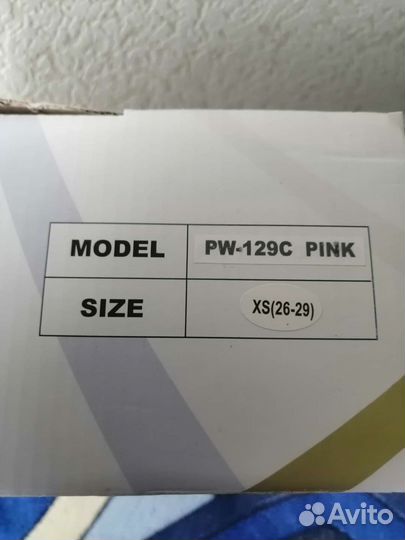 MODEL PW-129C PINK
SIZE XS(26-29)
Avito